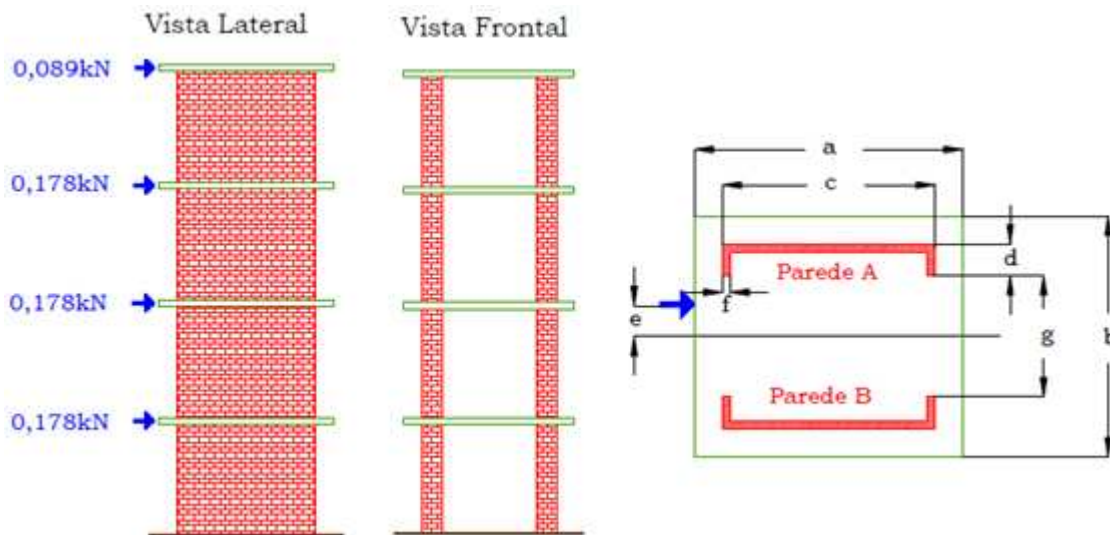 Vista Lateral
Vista Frontal
0,089kN
0,178kN
0,178kN
0,178kN
a
c
d
Parede A
f
e
g
Parede B